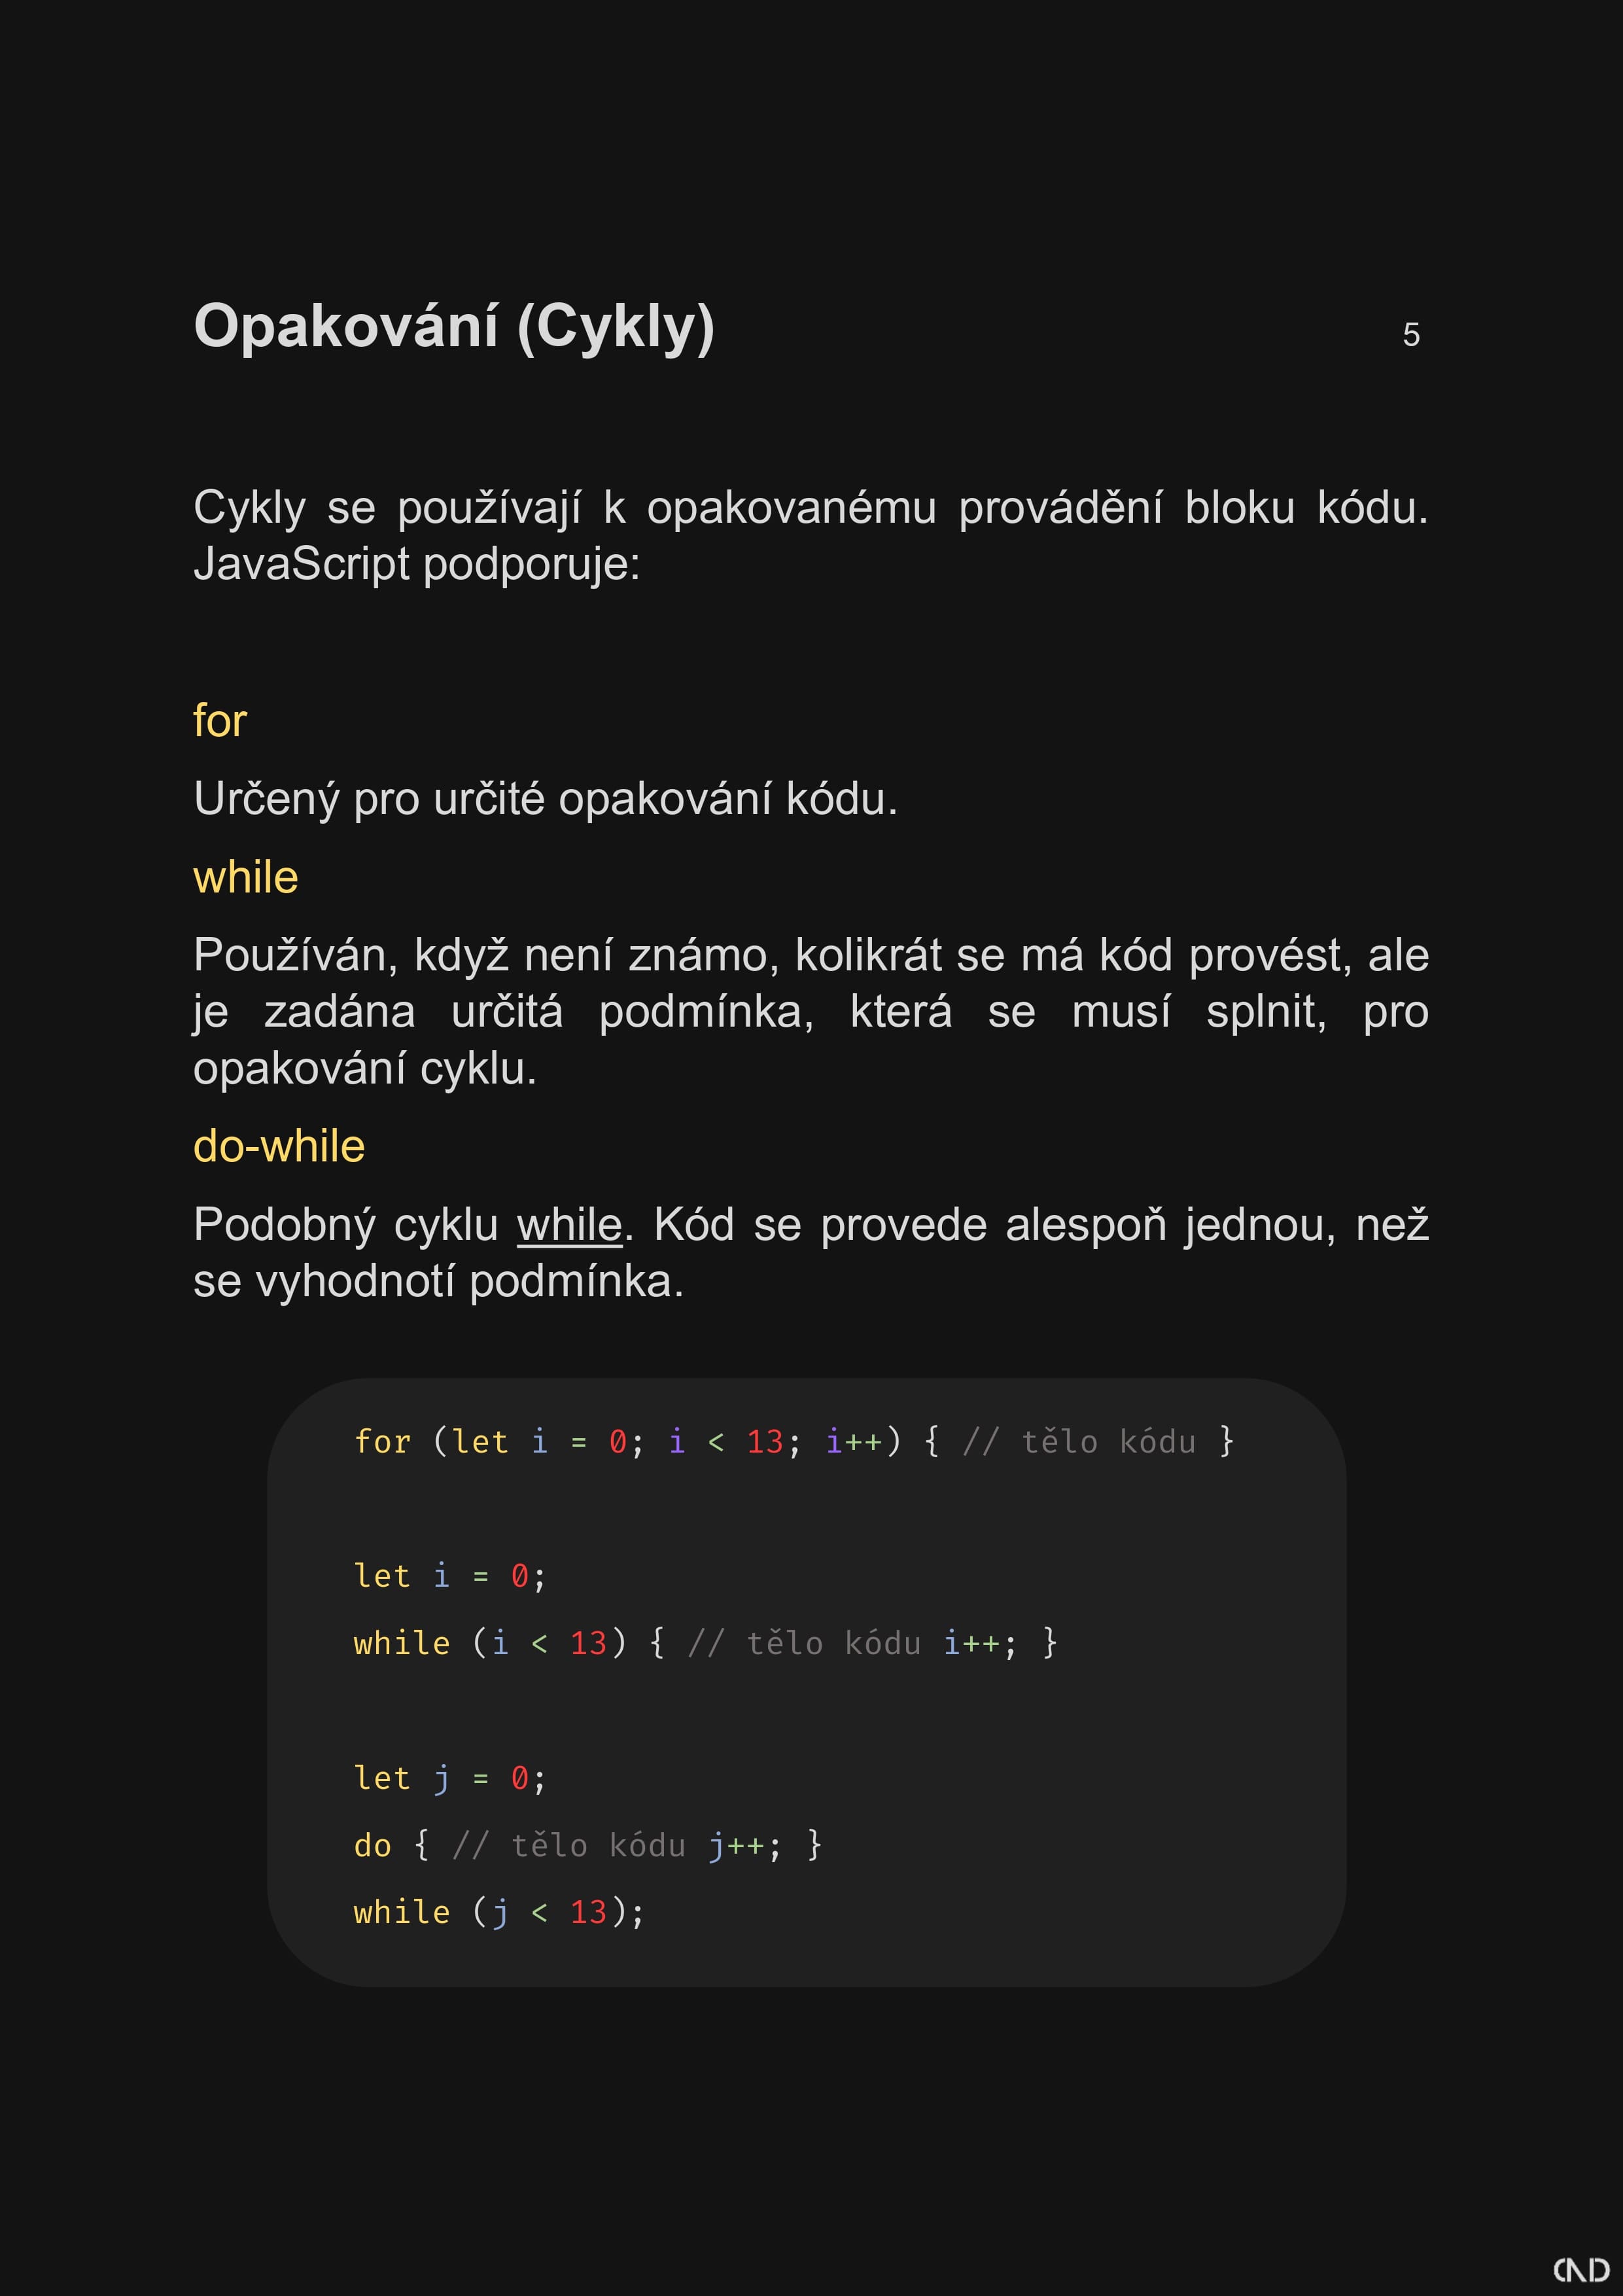 Opakování (Cykly) 5
Cykly se používají k opakovanému provádění bloku kódu.
JavaScript podporuje:
for
Určený pro určité opakování kódu.
while
Používán, když není známo, kolikrát se má kód provést, ale
je zadána určitá podmínka, která se musí splnit, pro
opakování cyklu.
do-while
Podobný cyklu while. Kód se provede alespoň jednou, než
se vyhodnotí podmínka.
for (let i = 0; i < 13; i++) { // tělo kódu }
let i = 0;
while (i < 13) { // tělo kódu i++; }
let j = 0;
do { // tělo kódu j++; }
while (j < 13);